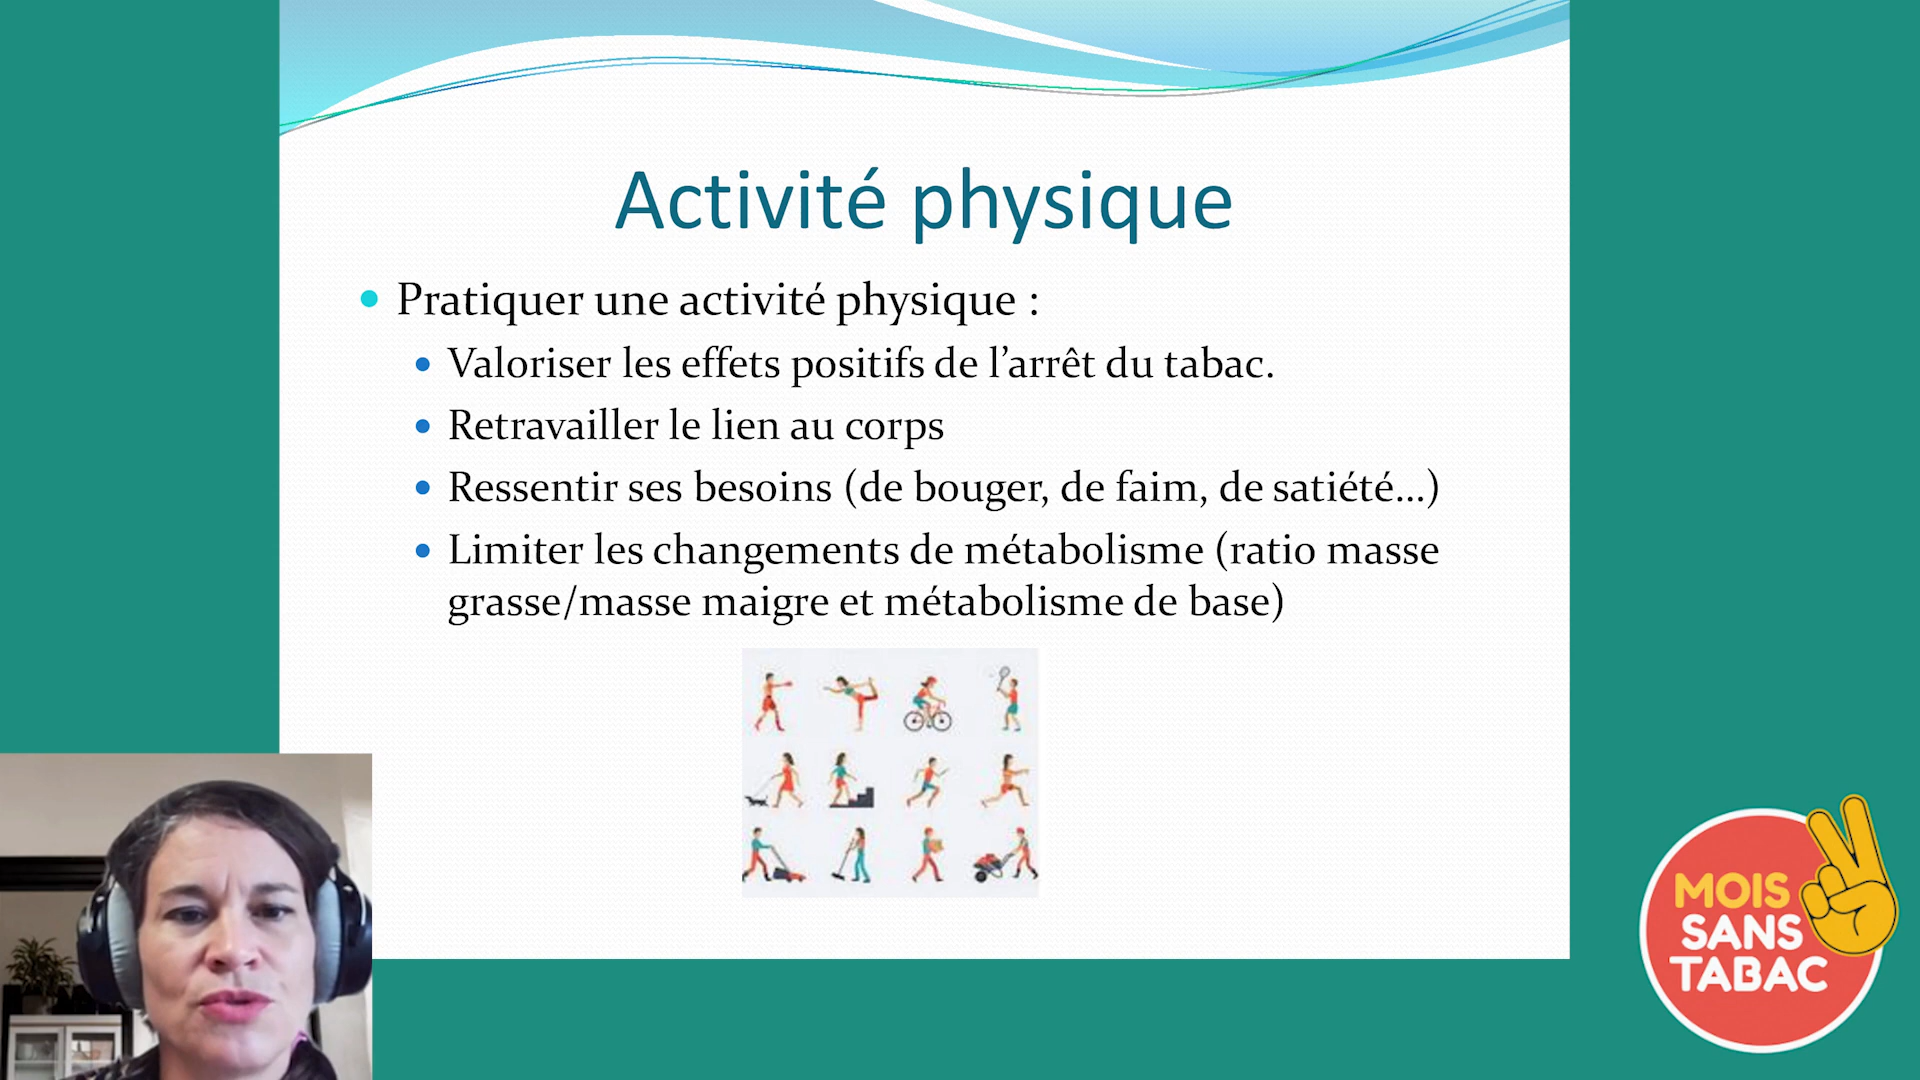 Activité physique
Pratiquer une activité physique :
Valoriser les effets positifs de l’arrêt du tabac.
Retravailler le lien au corps
Ressentir ses besoins (de bouger, de faim, de satiété…)
Limiter les changements de métabolisme (ratio masse
grasse/masse maigre et métabolisme de base)
MOIS
SANS
TABAC